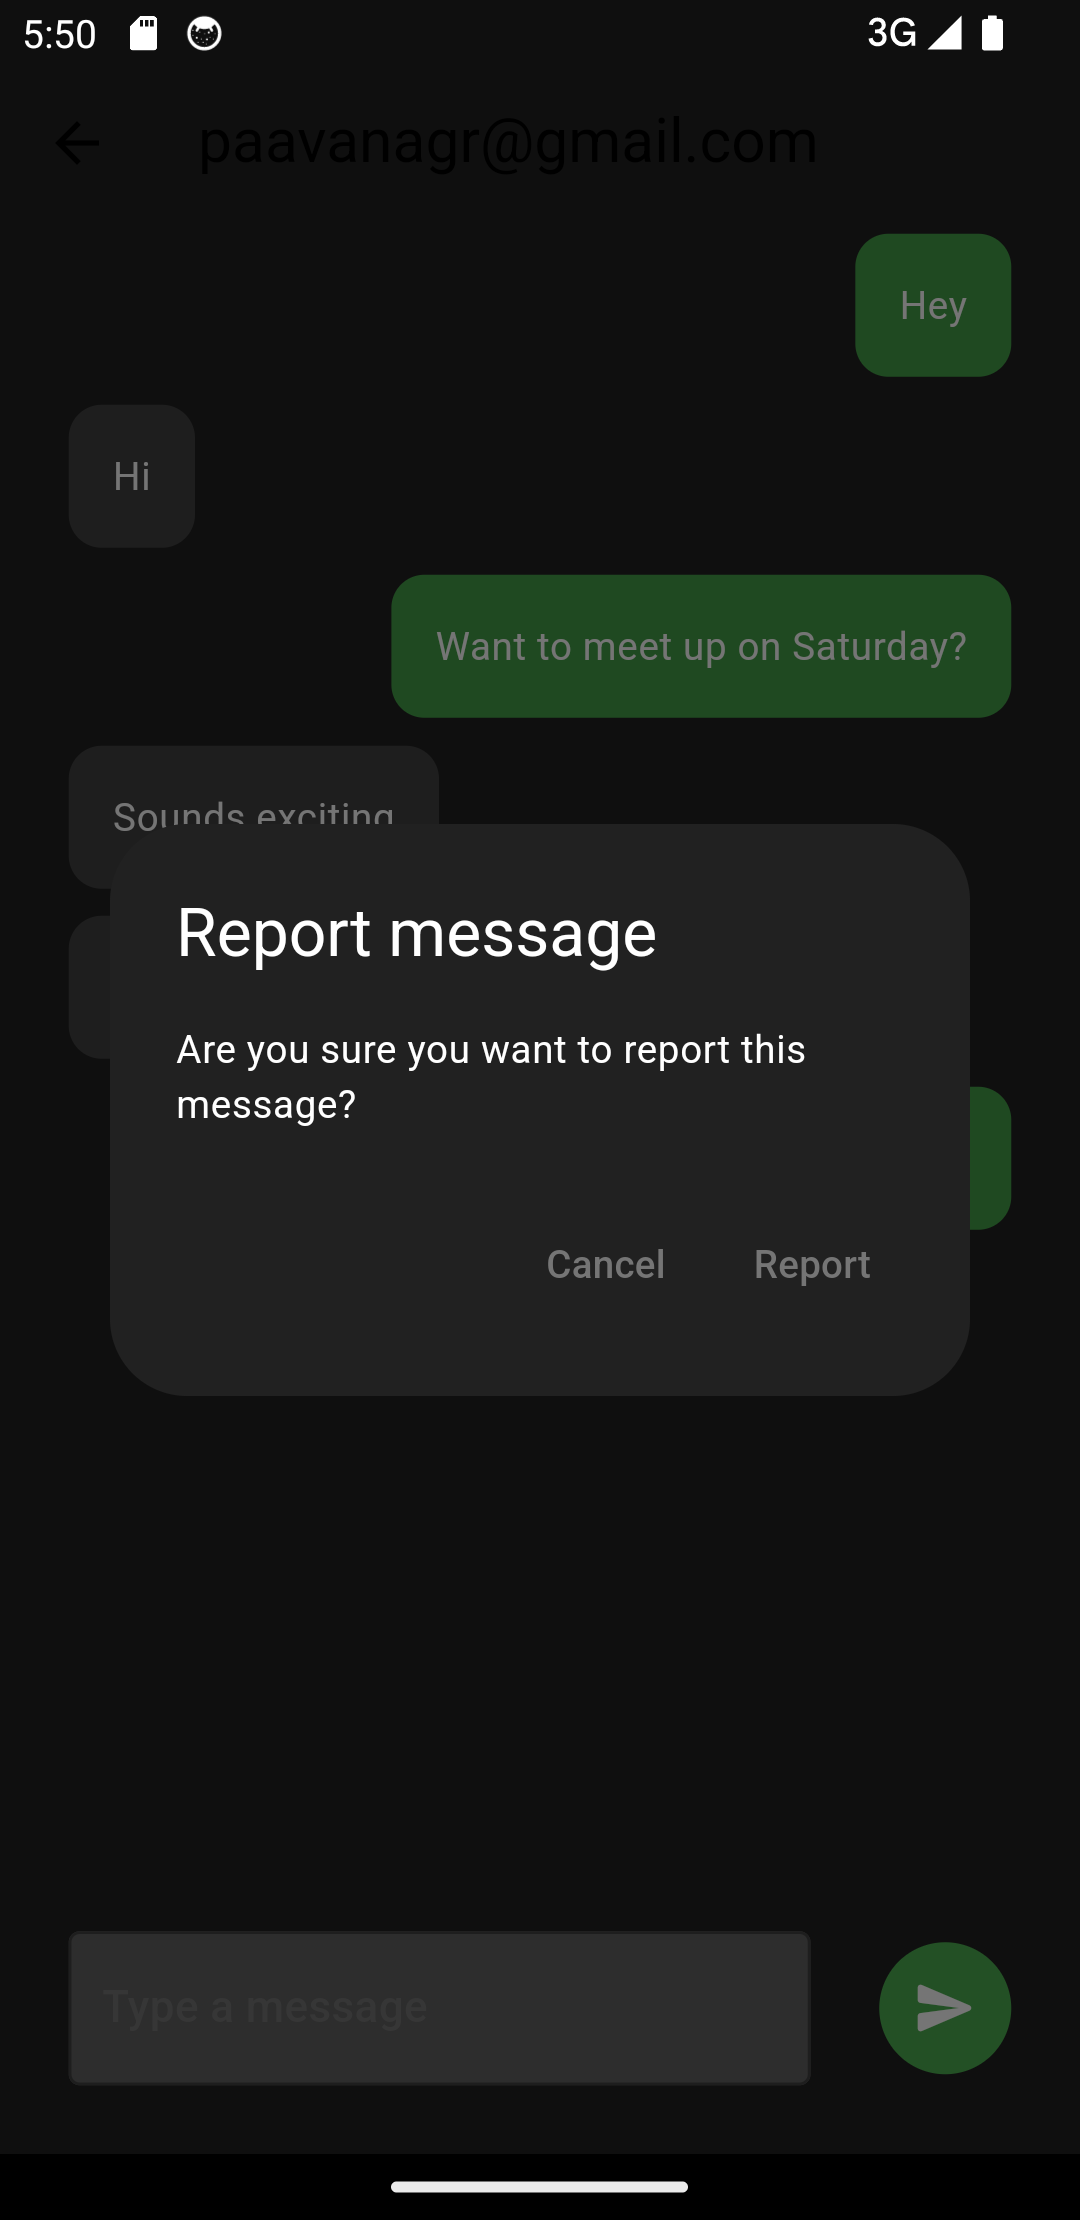 5:50
3G
paavanagr@gmail.com
Hey
Hi
Want to meet up on Saturday?
Sounds exciting
Report message
Are you sure you want to report this
message?
Cancel
Report
Type a message